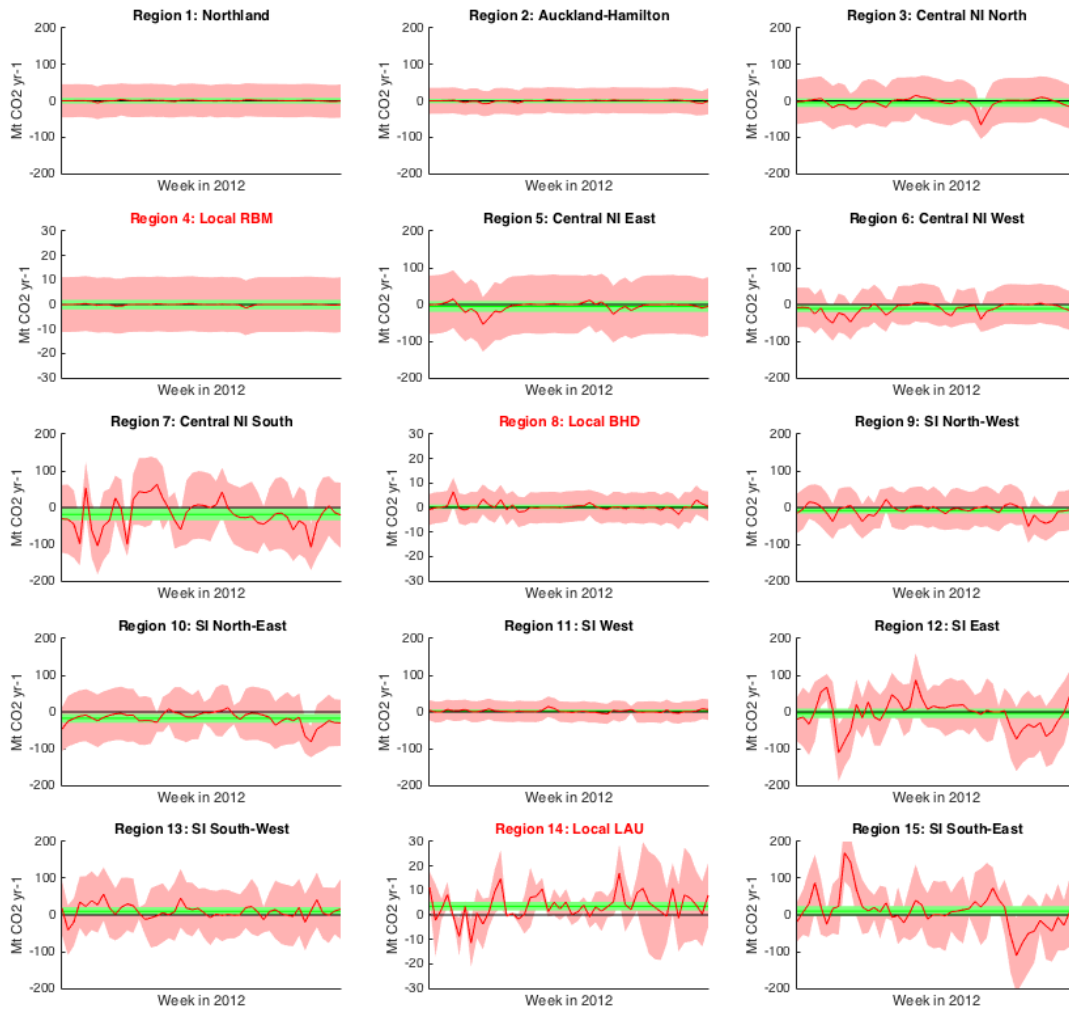 Region 1: Northland
200
100
0
-100
-200
Mt CO2 yr-1
Week in 2012
Region 2: Auckland-Hamilton
200
100
0
-100
-200
Mt CO2 yr-1
Week in 2012
Region 3: Central NI North
200
100
0
-100
-200
Mt CO2 yr-1
Week in 2012
Region 4: Local RBM
30
20
10
0
10
20
30
Mt CO2 yr-1
Week in 2012
Region 5: Central NI East
200
100
0
-100
-200
Mt CO2 yr-1
Week in 2012
Region 6: Central NI West
200
100
0
-100
-200
Mt CO2 yr-1
Week in 2012
Region 7: Central NI South
200
100
0
-100
-200
Mt CO2 yr-1
Week in 2012
Region 8: Local BHD
30
20
10
0
10
20
30
Mt CO2 yr-1
Week in 2012
Region 9: SI North-West
200
100
0
-100
-200
Mt CO2 yr-1
Week in 2012
Region 10: SI North-East
200
100
0
-100
-200
Mt CO2 yr-1
Week in 2012
Region 11: SI West
200
100
0
-100
-200
Mt CO2 yr-1
Week in 2012
Region 12: SI East
200
100
0
-100
-200
Mt CO2 yr-1
Week in 2012
Region 13: SI South-West
200
100
0
-100
-200
Mt CO2 yr-1
Week in 2012
Region 14: Local LAU
30
20
10
0
10
20
30
Mt CO2 yr-1
Week in 2012
Region 15: SI South-East
200
100
0
-100
-200
Mt CO2 yr-1
Week in 2012